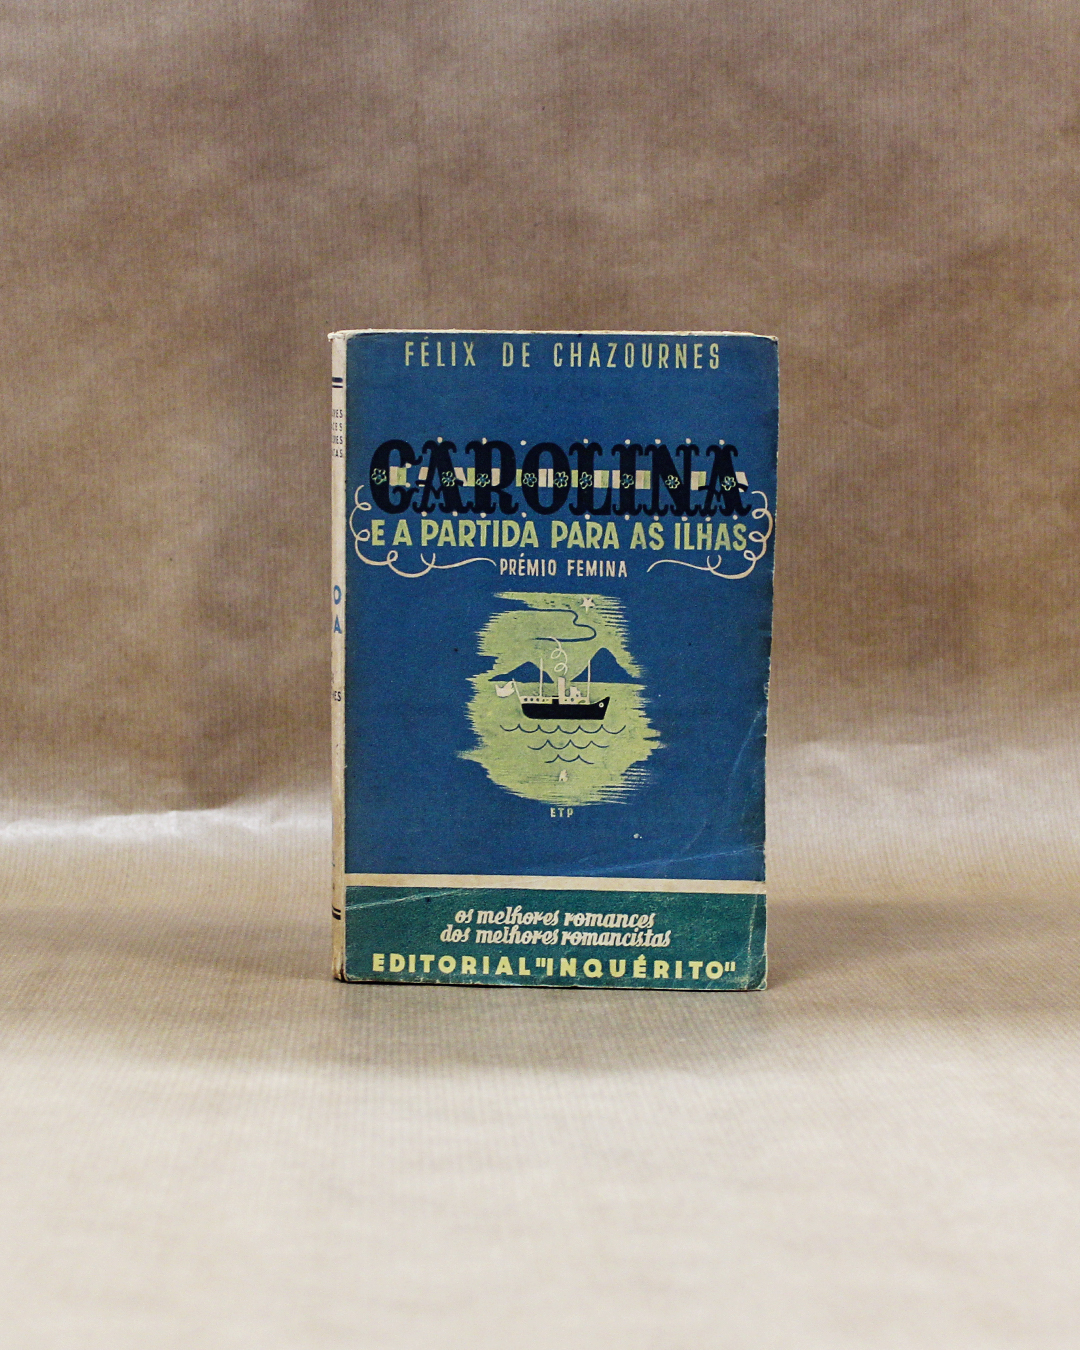 FÉLIX DE CHAZOURNES
CAROLINA
E A PARTIDA PARA AS ILHAS
PRÉMIO FEMINA
ETP
os melhores romances
dos melhores romancistas
EDITORIAL "INQUÉRITO"